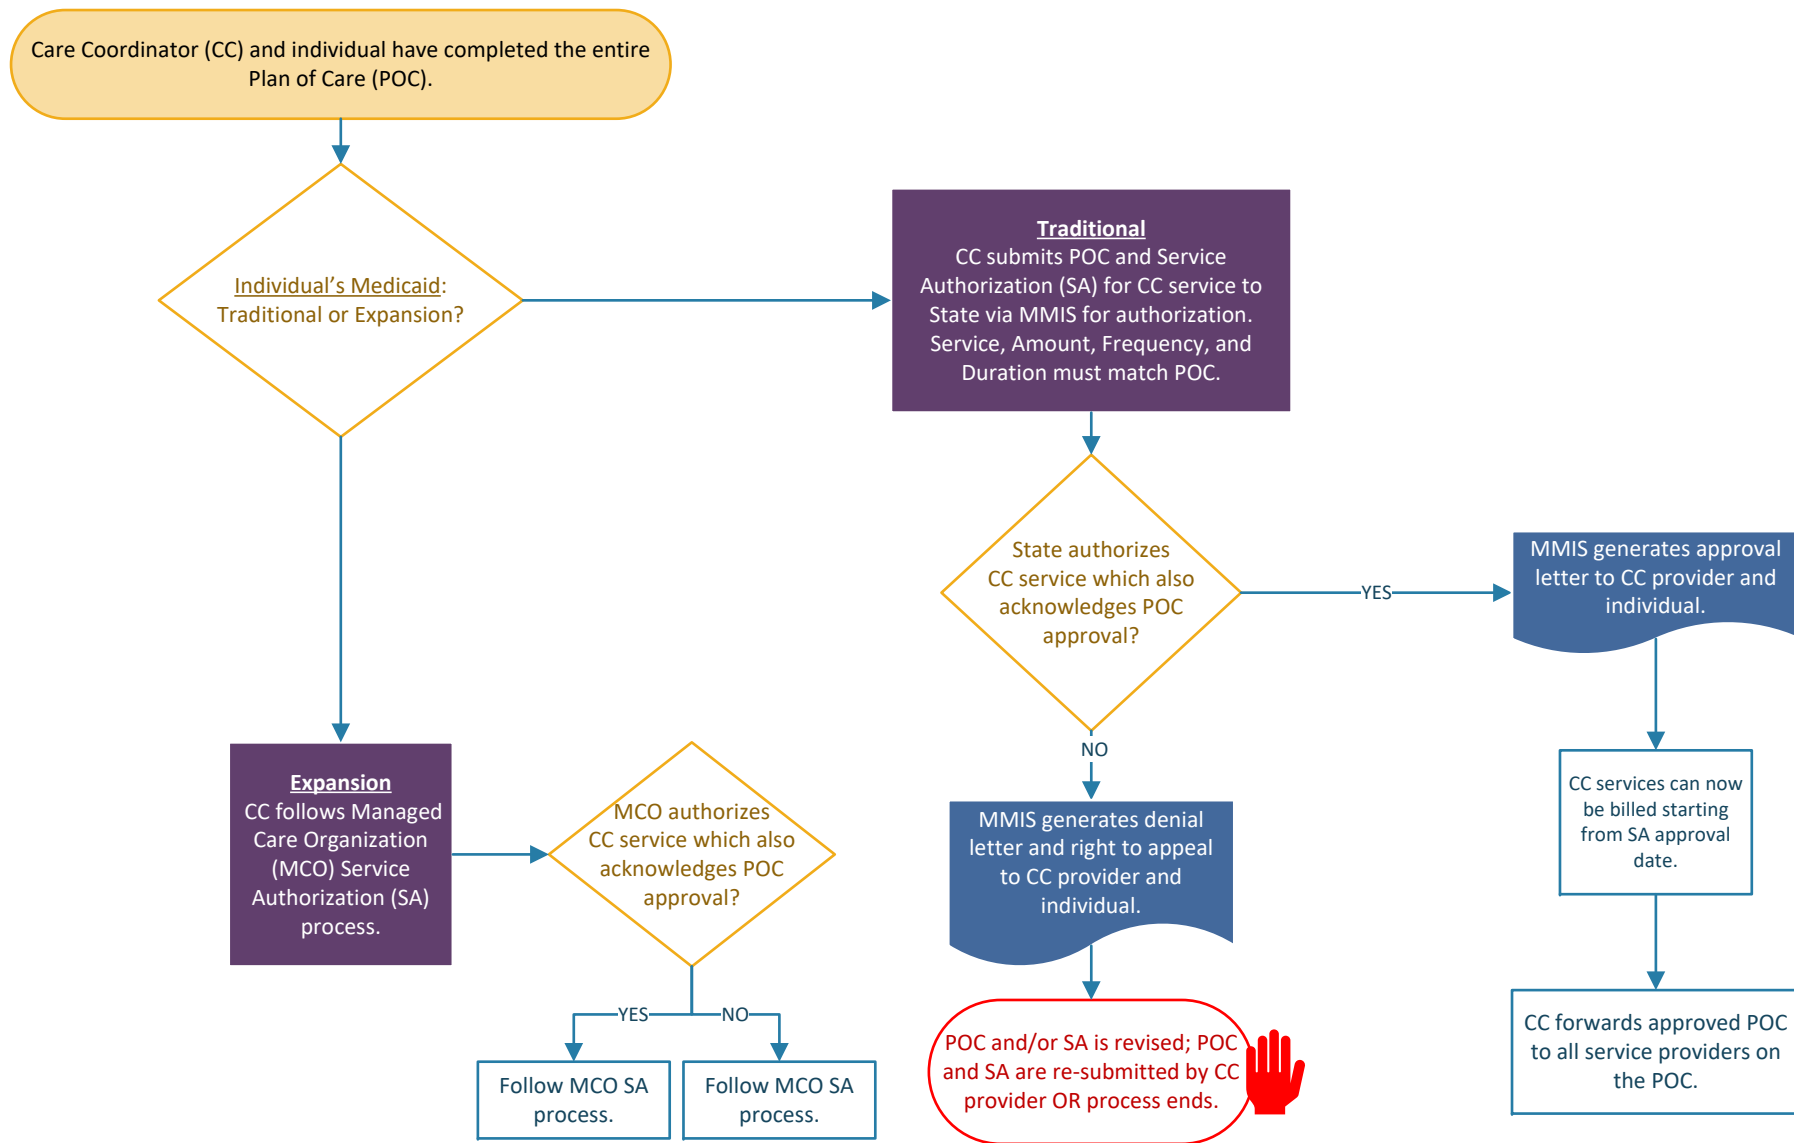 Care Coordinator (CC) and individual have completed the entire
Plan of Care (POC).
Individual’s Medicaid:
Traditional or Expansion?
Traditional
CC submits POC and Service
Authorization (SA) for CC service to
State via MMIS for authorization.
Service, Amount, Frequency, and
Duration must match POC.
State authorizes
CC service which also
acknowledges POC
approval?
YES
MMIS generates approval
letter to CC provider and
individual.
NO
CC services can now
be billed starting
from SA approval
date.
Expansion
CC follows Managed
Care Organization
(MCO) Service
Authorization (SA)
process.
MCO authorizes
CC service which also
acknowledges POC
approval?
MMIS generates denial
letter and right to appeal
to CC provider and
individual.
YES
NO
Follow MCO SA
process.
Follow MCO SA
process.
POC and/or SA is revised; POC
and SA are re-submitted by CC
provider OR process ends.
CC forwards approved POC
to all service providers on
the POC.